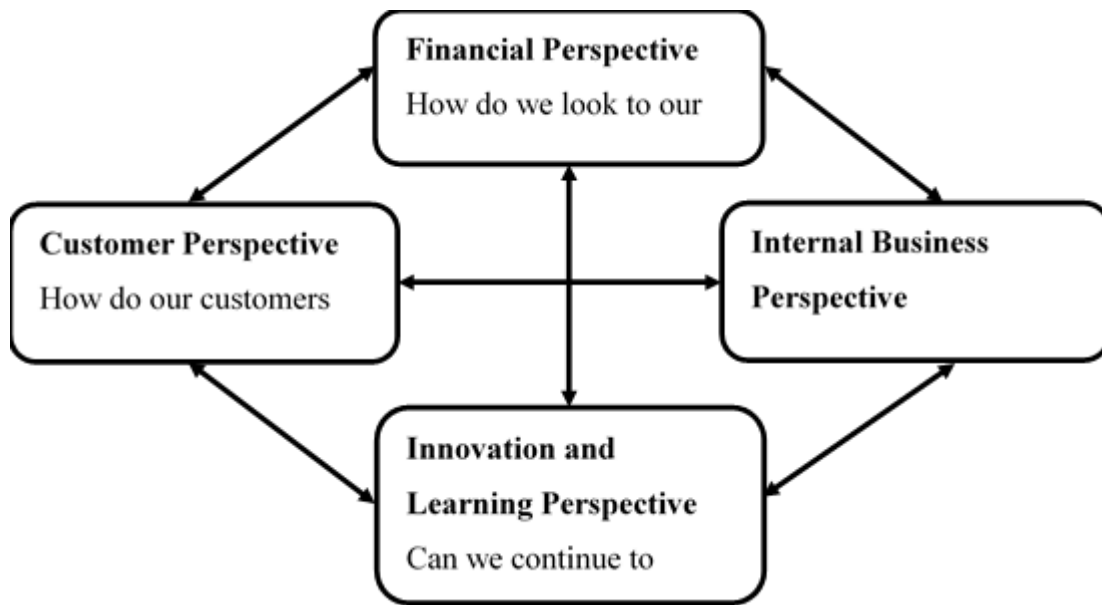 Financial Perspective
How do we look to our
Customer Perspective
How do our customers
Internal Business
Perspective
Innovation and
Learning Perspective
Can we continue to